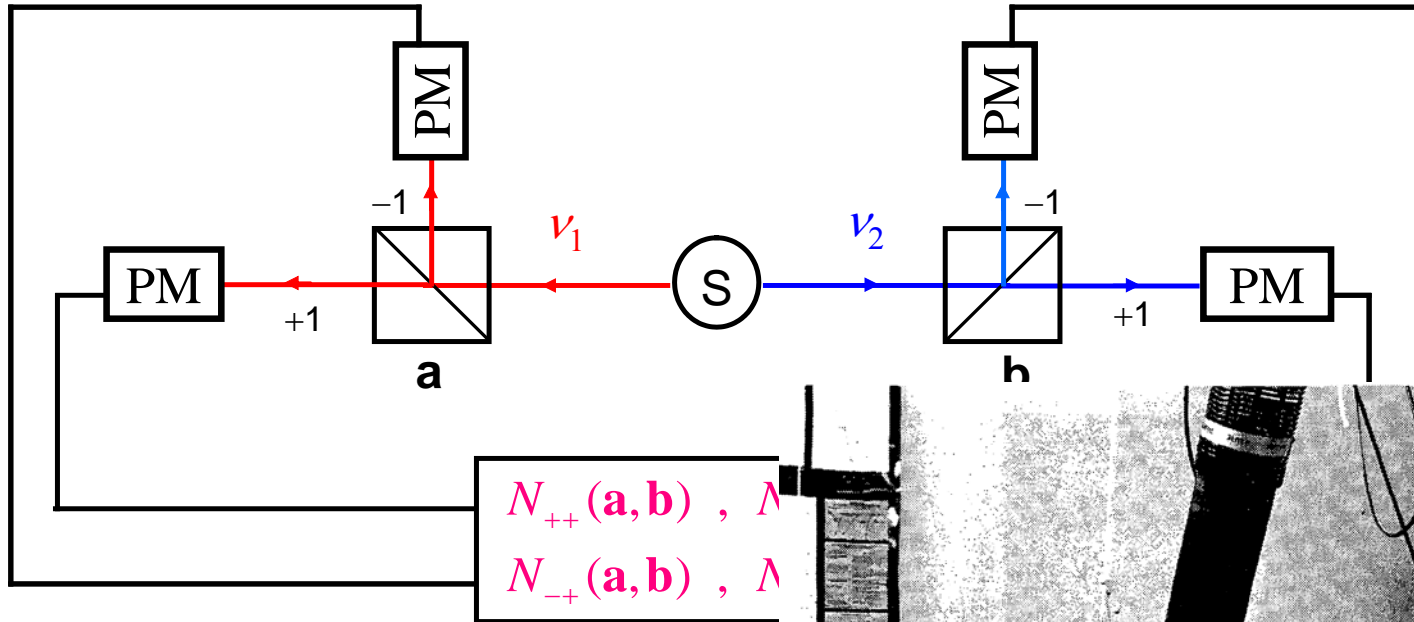 PM PM
−1 −1
ν₁ ν₂
PM S PM
+1 +1
a b
N₊₊(a,b) , N
N₋₊(a,b) , N